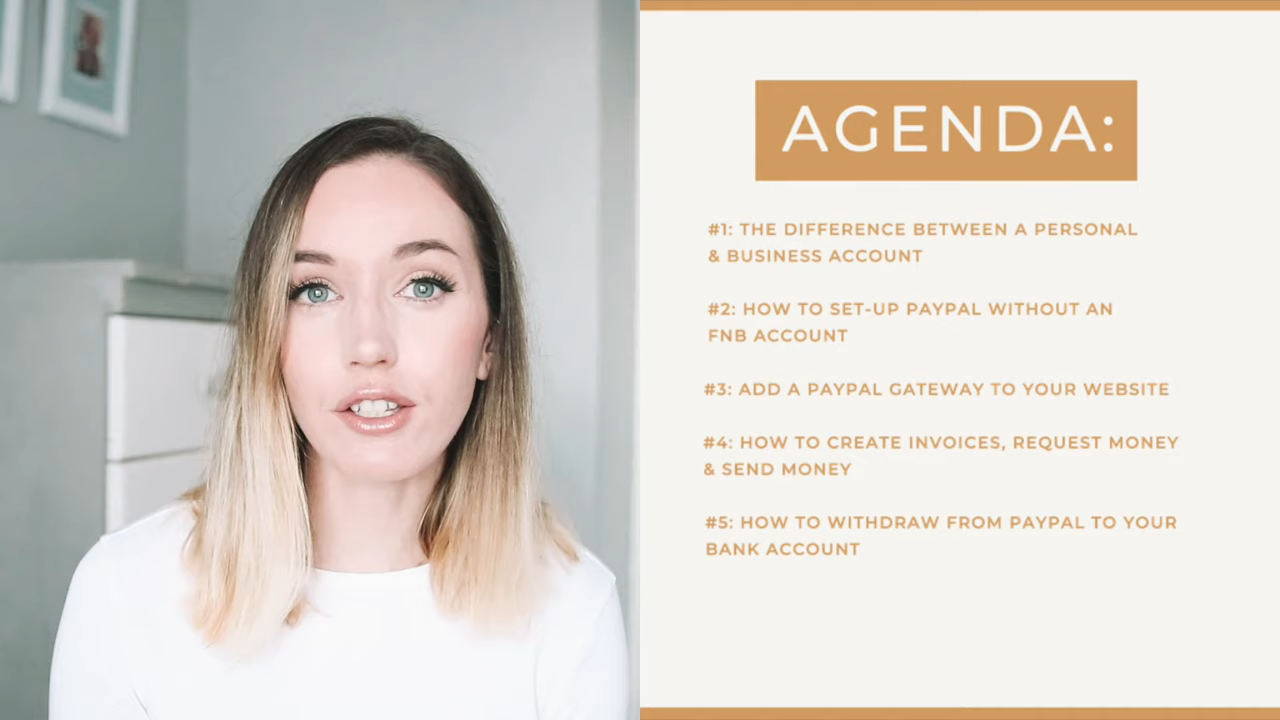 AGENDA:
#1: THE DIFFERENCE BETWEEN A PERSONAL
& BUSINESS ACCOUNT
#2: HOW TO SET-UP PAYPAL WITHOUT AN
FNB ACCOUNT
#3: ADD A PAYPAL GATEWAY TO YOUR WEBSITE
#4: HOW TO CREATE INVOICES, REQUEST MONEY
& SEND MONEY
#5: HOW TO WITHDRAW FROM PAYPAL TO YOUR
BANK ACCOUNT